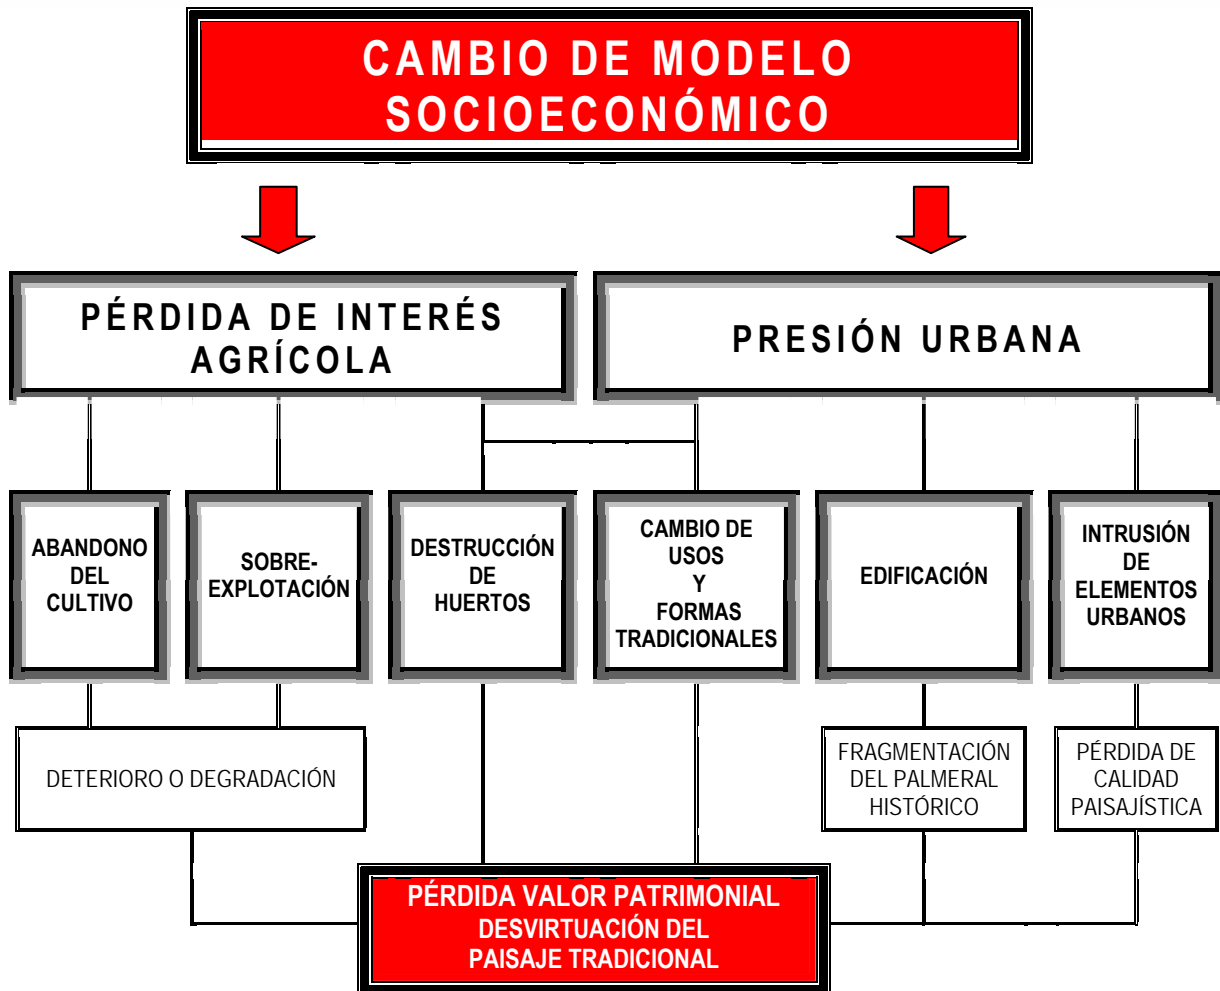 CAMBIO DE MODELO
SOCIOECONÓMICO
PÉRDIDA DE INTERÉS
AGRÍCOLA
PRESIÓN URBANA
ABANDONO
DEL
CULTIVO
SOBRE-
EXPLOTACIÓN
DESTRUCCIÓN
DE
HUERTOS
CAMBIO DE
USOS
Y
FORMAS
TRADICIONALES
EDIFICACIÓN
INTRUSIÓN
DE
ELEMENTOS
URBANOS
DETERIORO O DEGRADACIÓN
FRAGMENTACIÓN
DEL PALMERAL
HISTÓRICO
PÉRDIDA DE
CALIDAD
PAISAJÍSTICA
PÉRDIDA VALOR PATRIMONIAL
DESVIRTUACIÓN DEL
PAISAJE TRADICIONAL